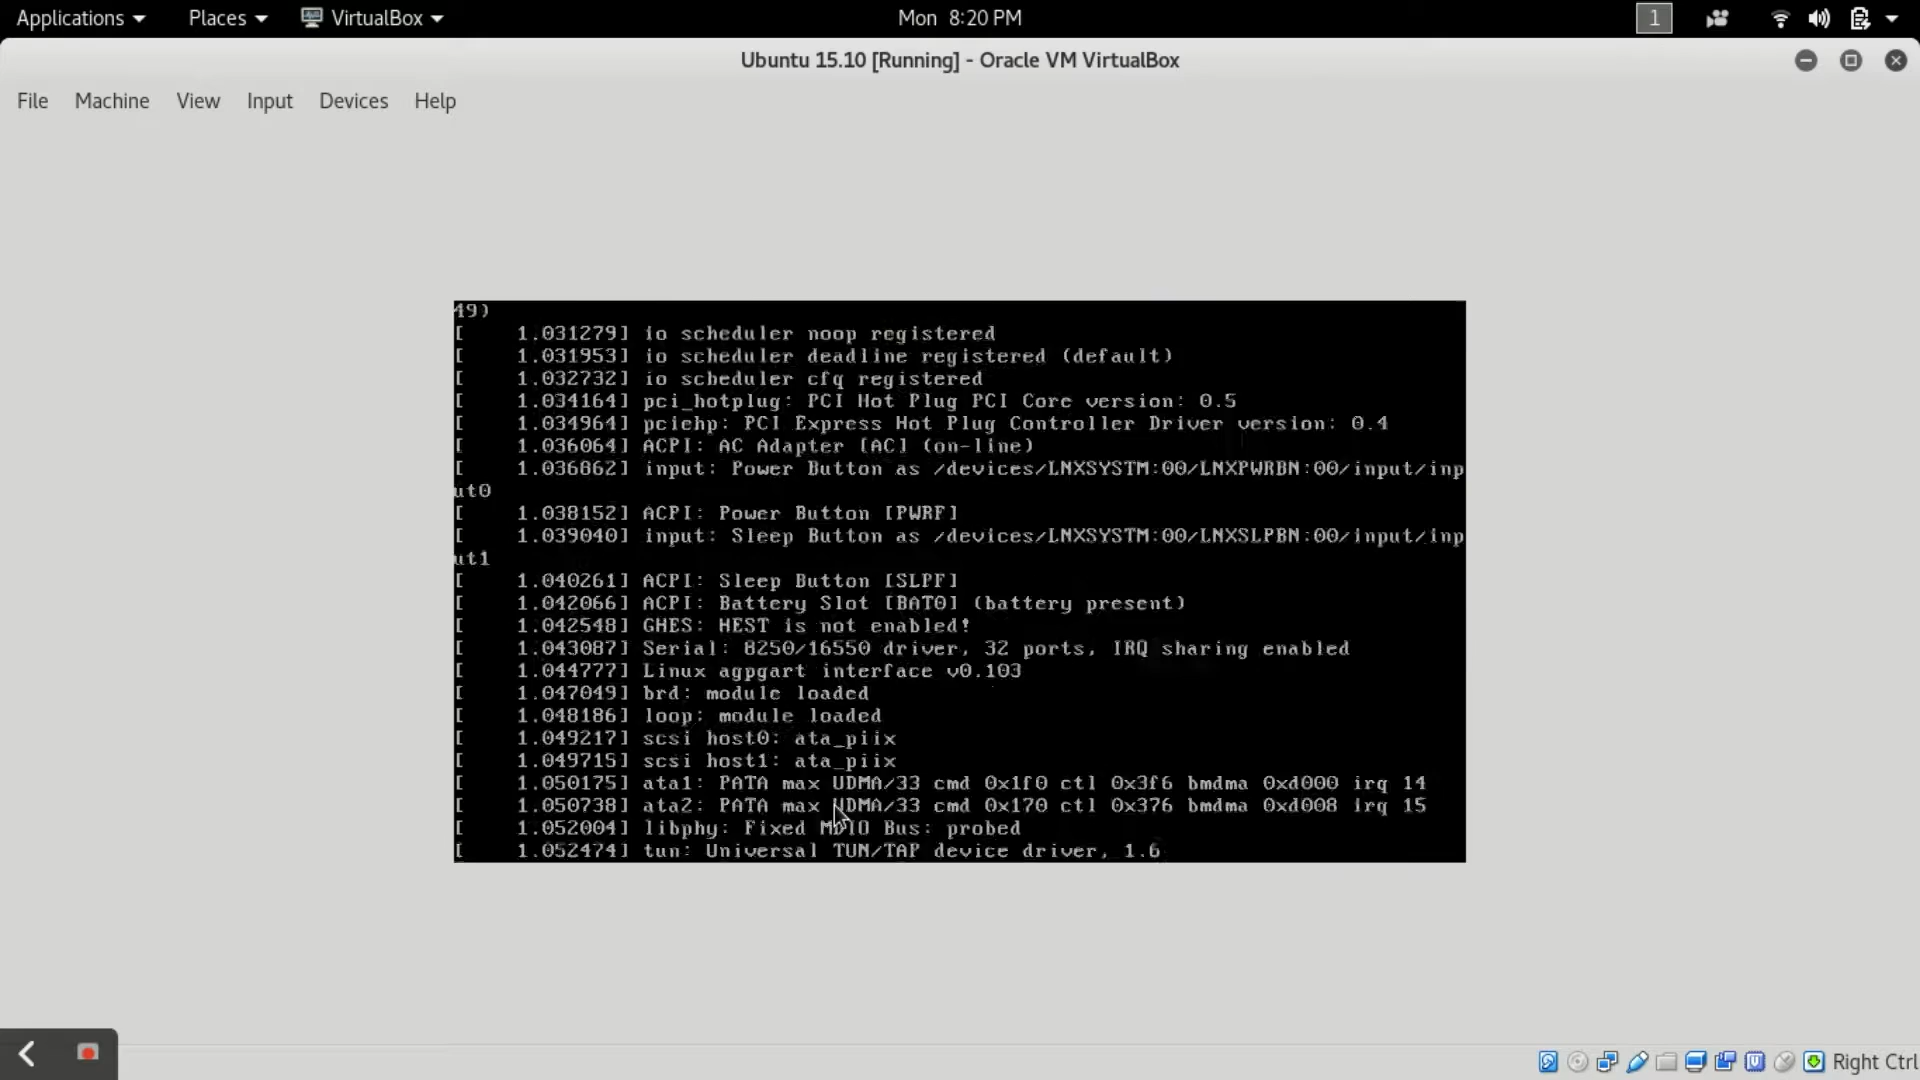 Applications Places VirtualBox Mon 8:20 PM 1
Ubuntu 15.10 [Running] - Oracle VM VirtualBox
File Machine View Input Devices Help
49)
[ 1.031279] io scheduler noop registered
[ 1.031953] io scheduler deadline registered (default)
[ 1.032732] io scheduler cfq registered
[ 1.034164] pci_hotplug: PCI Hot Plug PCI Core version: 0.5
[ 1.034964] pciehp: PCI Express Hot Plug Controller Driver version: 0.4
[ 1.036064] ACPI: AC Adapter [AC] (on-line)
[ 1.036862] input: Power Button as /devices/LNXSYSTM:00/LNXPWRBN:00/input/inp
ut0
[ 1.038152] ACPI: Power Button [PWRF]
[ 1.039040] input: Sleep Button as /devices/LNXSYSTM:00/LNXSLPBN:00/input/inp
ut1
[ 1.040261] ACPI: Sleep Button [SLPF]
[ 1.042066] ACPI: Battery Slot [BAT0] (battery present)
[ 1.042548] GHES: HEST is not enabled!
[ 1.043087] Serial: 8250/16550 driver, 32 ports, IRQ sharing enabled
[ 1.044777] Linux agpgart interface v0.103
[ 1.047049] brd: module loaded
[ 1.048186] loop: module loaded
[ 1.049217] scsi host0: ata_piix
[ 1.049715] scsi host1: ata_piix
[ 1.050175] ata1: PATA max UDMA/33 cmd 0x1f0 ctl 0x3f6 bmdma 0xd000 irq 14
[ 1.050738] ata2: PATA max UDMA/33 cmd 0x170 ctl 0x376 bmdma 0xd008 irq 15
[ 1.052004] libphy: Fixed MDIO Bus: probed
[ 1.052474] tun: Universal TUN/TAP device driver, 1.6
Right Ctrl